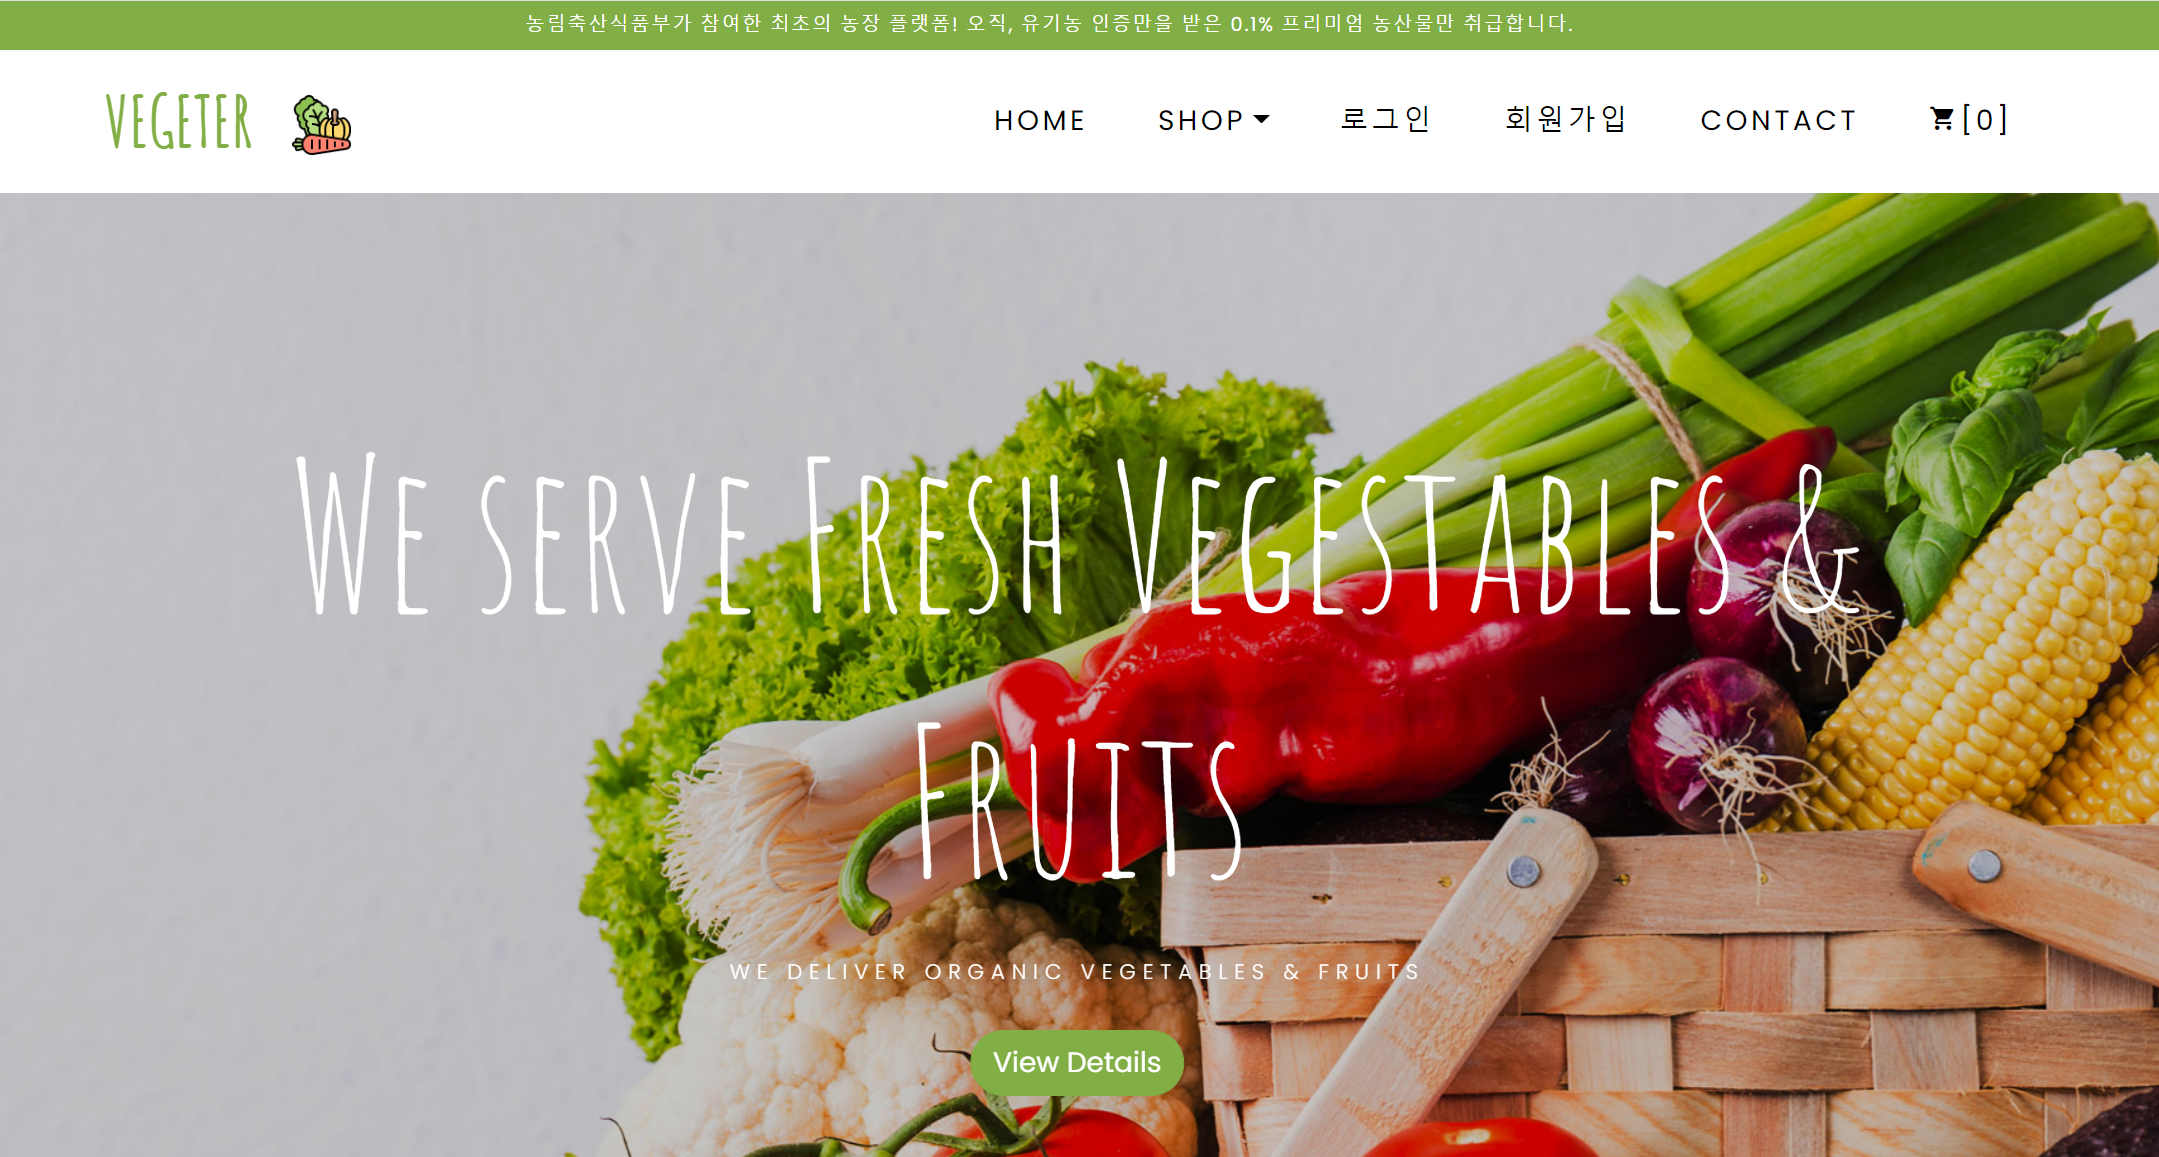 농림축산식품부가 참여한 최초의 농장 플랫폼! 오직, 유기농 인증만을 받은 0.1% 프리미엄 농산물만 취급합니다.
VEGETER
HOME SHOP 로그인 회원가입 CONTACT [0]
WE SERVE FRESH VEGESTABLES &
FRUITS
WE DELIVER ORGANIC VEGETABLES & FRUITS
View Details